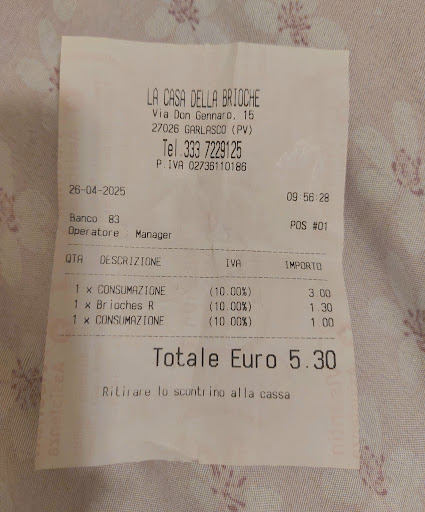 LA CASA DELLA BRIOCHE
Via Don Gennaro, 15
27026 GARLASCO (PV)
Tel.333 7229125
P.IVA 02736110186
26-04-2025 09:56:28
Banco 83 POS #01
Operatore : Manager
QTA DESCRIZIONE IVA IMPORTO
1 x CONSUMAZIONE (10.00%) 3.00
1 x Brioches R (10.00%) 1.30
1 x CONSUMAZIONE (10.00%) 1.00
Totale Euro 5.30
Ritirare lo scontrino alla cassa